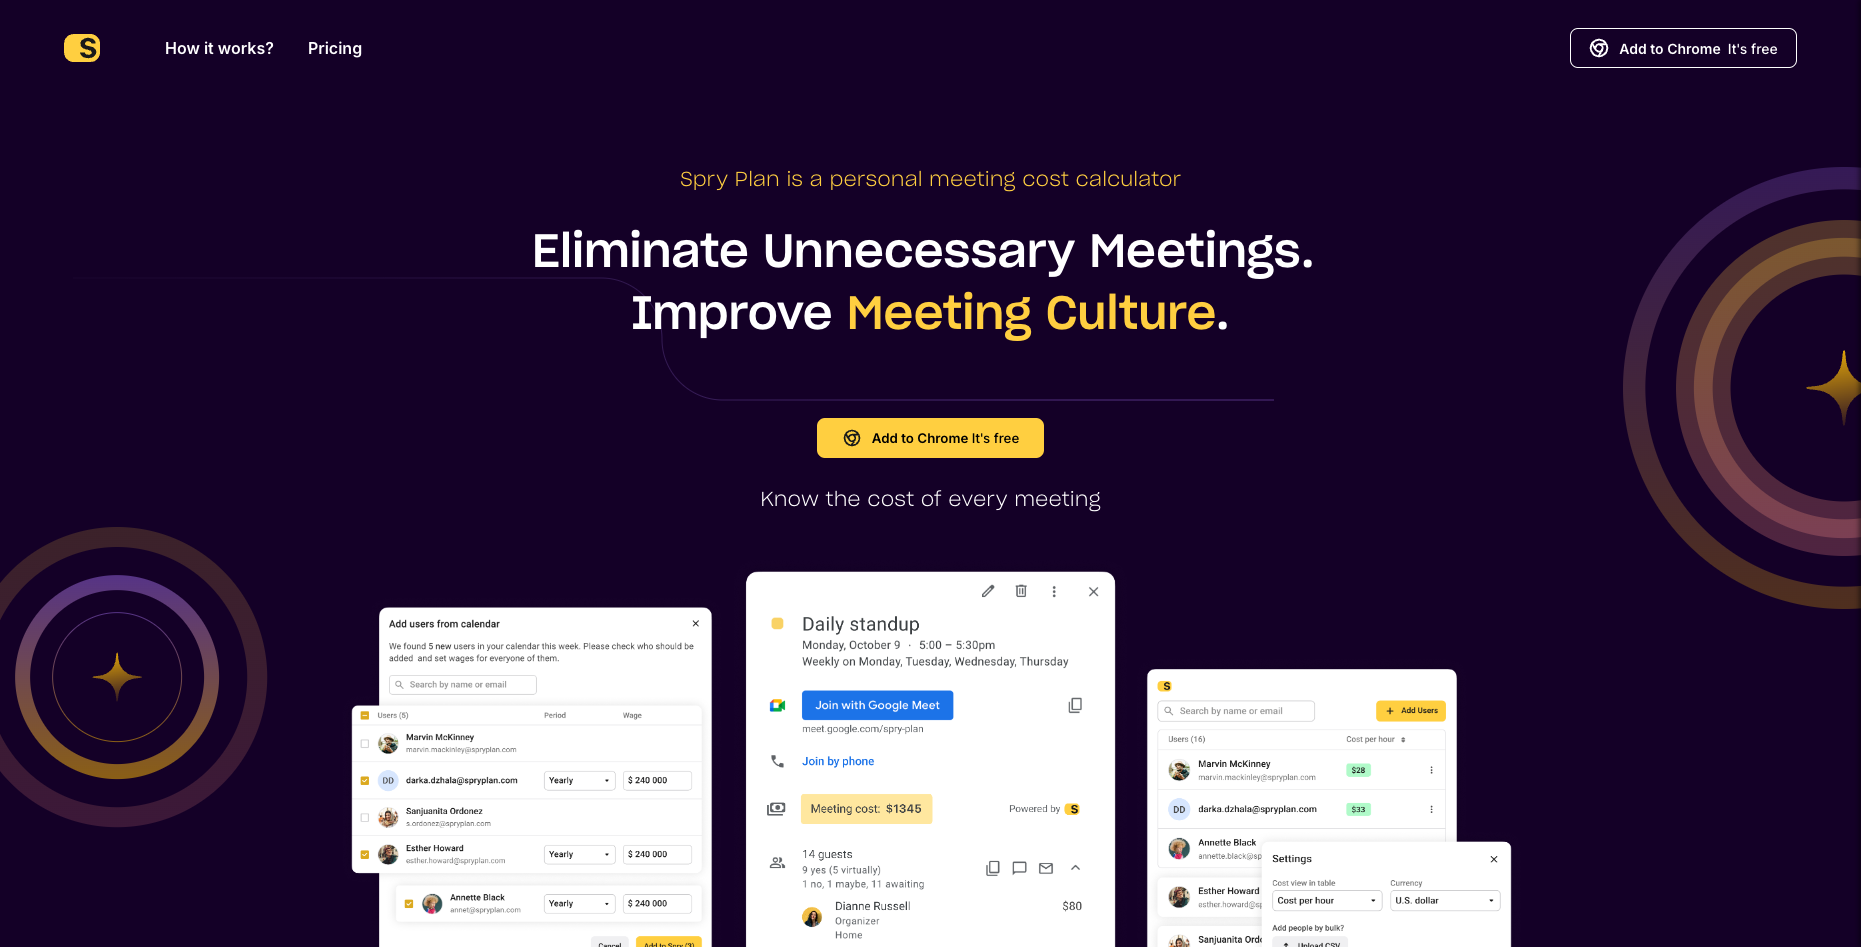 S
How it works?
Pricing
Add to Chrome It's free
Spry Plan is a personal meeting cost calculator
Eliminate Unnecessary Meetings.
Improve Meeting Culture.
Add to Chrome It's free
Know the cost of every meeting
Add users from calendar
We found 5 new users in your calendar this week. Please check who should be
added and set wages for everyone of them.
Search by name or email
Users (5) Period Wage
Marvin McKinney
marvin.mackinley@spryplan.com
DD darka.dzhala@spryplan.com Yearly $ 240 000
Sanjuanita Ordonez
s.ordonez@spryplan.com
Esther Howard
esther.howard@spryplan.com
Yearly $ 240 000
Annette Black
annet@spryplan.com
Yearly $ 240 000
Cancel Add to Spry (3)
Daily standup
Monday, October 9 · 5:00 – 5:30pm
Weekly on Monday, Tuesday, Wednesday, Thursday
Join with Google Meet
meet.google.com/spry-plan
Join by phone
Meeting cost: $1345
Powered by S
14 guests
9 yes (5 virtually)
1 no, 1 maybe, 11 awaiting
Dianne Russell $80
Organizer
Home
S
Search by name or email
Add Users
Users (16) Cost per hour
Marvin McKinney
marvin.mackinley@spryplan.com
$28
DD darka.dzhala@spryplan.com $33
Annette Black
annette.black@sp
Esther Howard
esther.howard@sp
Sanjuanita Ordo
Settings
Cost view in table Currency
Cost per hour U.S. dollar
Add people by bulk?
Upload CSV